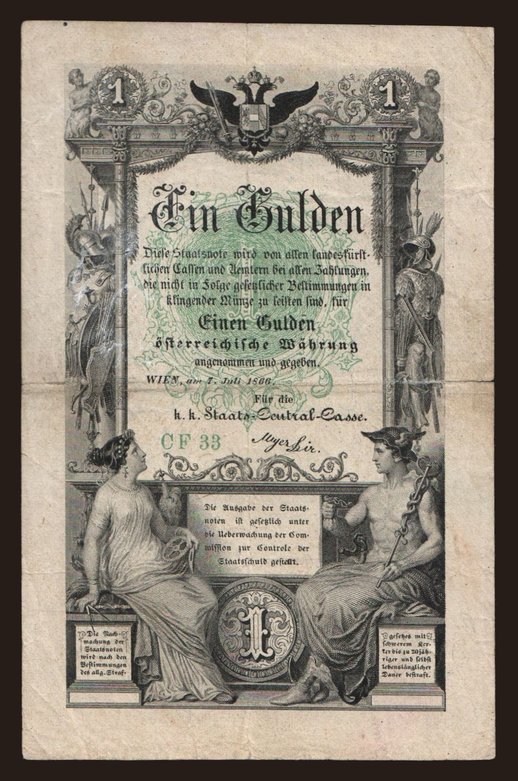 1 1
Ein Gulden
Diese Staatsnote wird von allen landesfürst-
lichen Cassen und Aemtern bei allen Zahlungen,
die nicht in Folge gesetzlicher Bestimmungen in
klingender Münze zu leisten sind, für
Einen Gulden,
österreichische Währung
angenommen und gegeben.
WIEN, am 7. Juli 1866.
Für die
k. k. Staats-Central-Casse.
CF 33
Die Ausgabe der Staats-
noten ist gesetzlich unter
die Ueberwachung der Com-
mission zur Controle der
Staatsschuld gestellt.
1
Die Nach-
machung der
Staatsnoten
wird nach den
Bestimmungen
des allg. Straf-
gesetzes mit
schwerem Ker-
ker bis zu 20jäh-
riger und selbst
lebenslänglicher
Dauer bestraft.